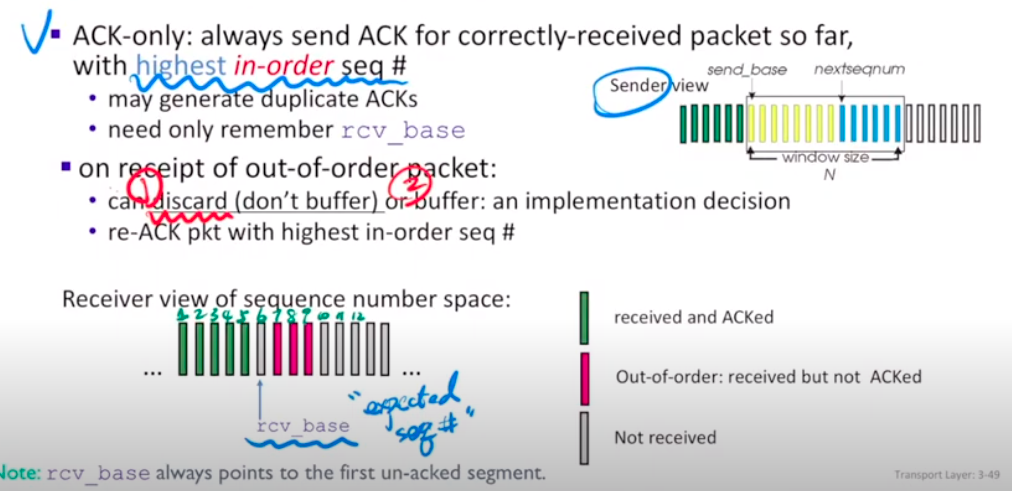 ACK-only: always send ACK for correctly-received packet so far,
with highest in-order seq #
• may generate duplicate ACKs
• need only remember rcv_base
Sender view
send_base nextseqnum
window size
N
on receipt of out-of-order packet:
1 2
• can discard (don't buffer) or buffer: an implementation decision
• re-ACK pkt with highest in-order seq #
Receiver view of sequence number space:
1 2 3 4 5 6 7 8 9 10 11 12
... ...
rcv_base
"expected
seq #"
received and ACKed
Out-of-order: received but not ACKed
Not received
Note: rcv_base always points to the first un-acked segment.
Transport Layer: 3-49